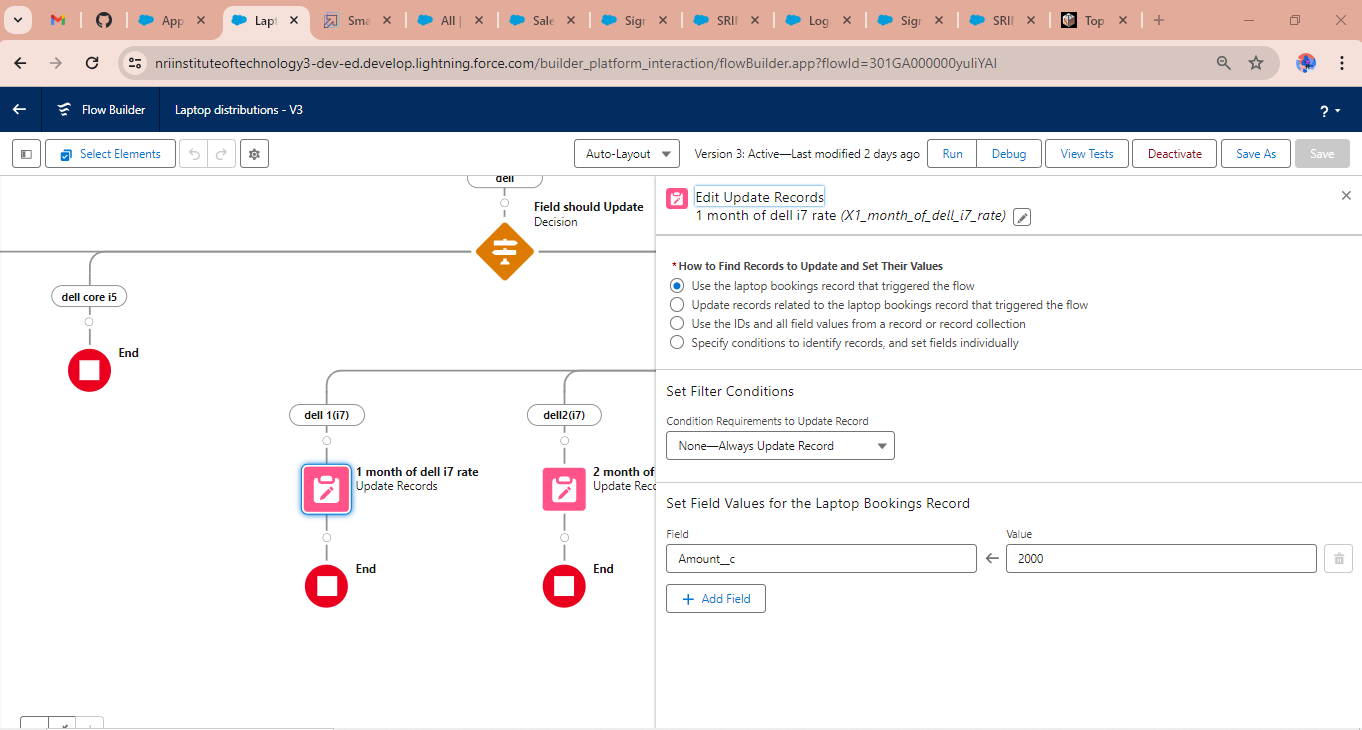 App
Lapt
Sma
All |
Sale
Sigr
SRII
Log
Sigr
SRII
Top
nriinstituteoftechnology3-dev-ed.develop.lightning.force.com/builder_platform_interaction/flowBuilder.app?flowId=301GA000000yuIiYAI
Flow Builder
Laptop distributions - V3
?
Select Elements
Auto-Layout
Version 3: Active—Last modified 2 days ago
Run
Debug
View Tests
Deactivate
Save As
Save
dell
Field should Update
Decision
dell core i5
End
dell 1(i7)
dell2(i7)
1 month of dell i7 rate
Update Records
2 month of
Update Reco
End
End
Edit Update Records
1 month of dell i7 rate (X1_month_of_dell_i7_rate)
*How to Find Records to Update and Set Their Values
Use the laptop bookings record that triggered the flow
Update records related to the laptop bookings record that triggered the flow
Use the IDs and all field values from a record or record collection
Specify conditions to identify records, and set fields individually
Set Filter Conditions
Condition Requirements to Update Record
None—Always Update Record
Set Field Values for the Laptop Bookings Record
Field
Value
Amount__c
2000
+ Add Field